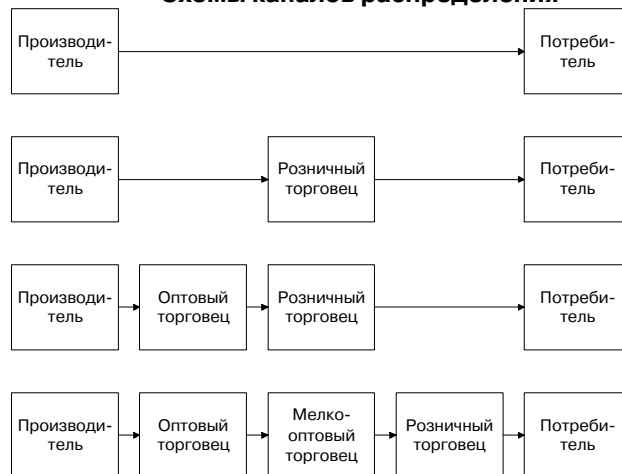 Схемы каналов распределения
Производи-
тель
Потреби-
тель
Производи-
тель
Розничный
торговец
Потреби-
тель
Производи-
тель
Оптовый
торговец
Розничный
торговец
Потреби-
тель
Производи-
тель
Оптовый
торговец
Мелко-
оптовый
торговец
Розничный
торговец
Потреби-
тель